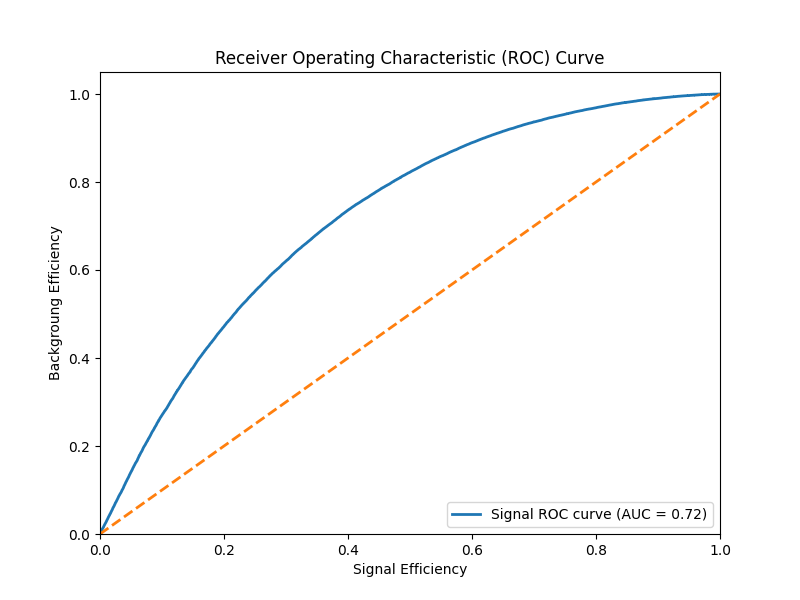 Receiver Operating Characteristic (ROC) Curve
1.0
0.8
0.6
0.4
0.2
0.0
Backgroung Efficiency
Signal ROC curve (AUC = 0.72)
0.0 0.2 0.4 0.6 0.8 1.0
Signal Efficiency